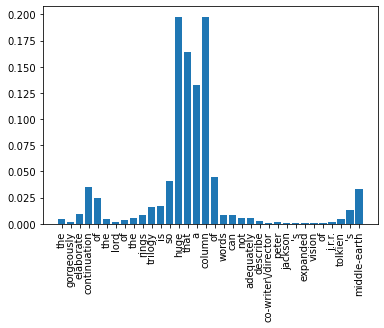 0.200
0.175
0.150
0.125
0.100
0.075
0.050
0.025
0.000
the
gorgeously
elaborate
continuation
of
the
lord
of
the
rings
trilogy
is
so
huge
that
a
column
of
words
can
not
adequately
describe
co-writer\/director
peter
jackson
's
expanded
vision
of
j.r.r.
tolkien
's
middle-earth